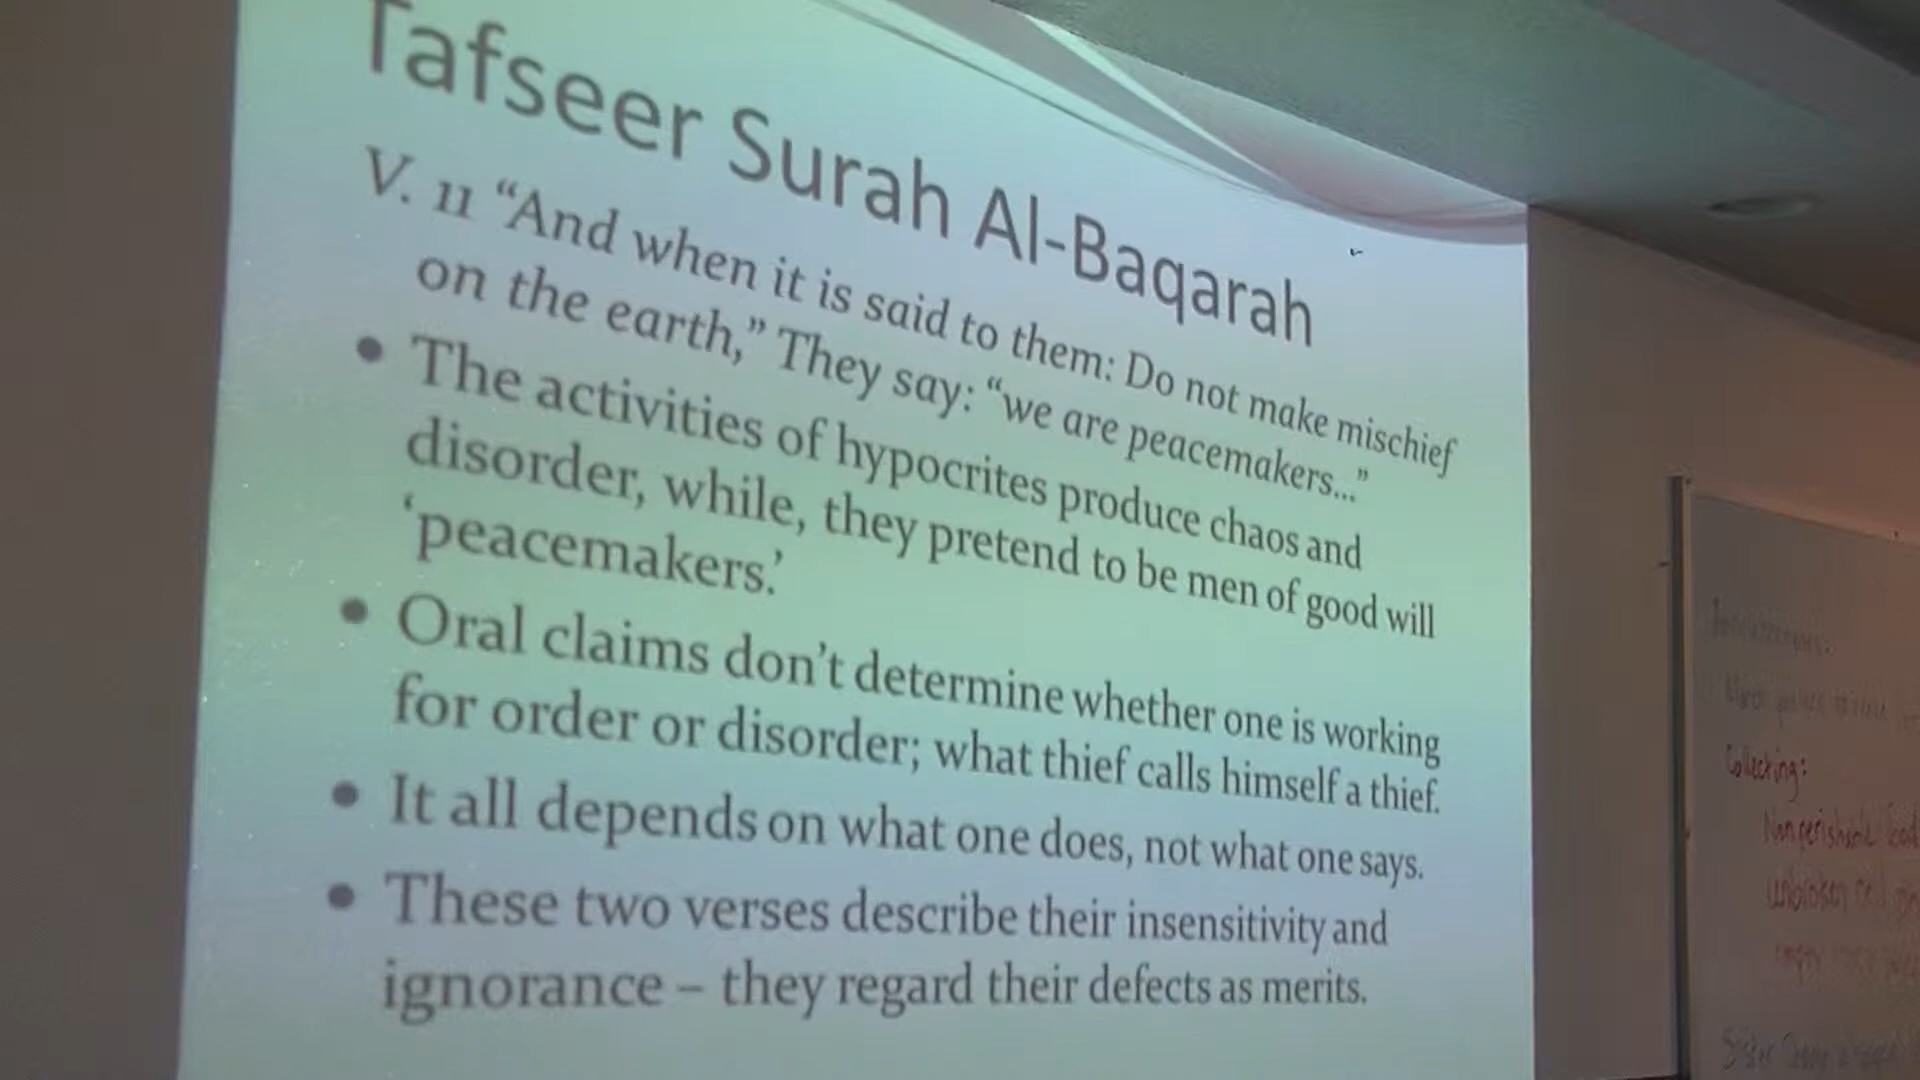 Tafseer Surah Al-Baqarah
V. 11 “And when it is said to them: Do not make mischief
on the earth,” They say: “we are peacemakers...”
• The activities of hypocrites produce chaos and
disorder, while, they pretend to be men of good will
‘peacemakers.’
• Oral claims don’t determine whether one is working
for order or disorder; what thief calls himself a thief.
• It all depends on what one does, not what one says.
• These two verses describe their insensitivity and
ignorance – they regard their defects as merits.
Collecting:
Nonperishable food
Sister